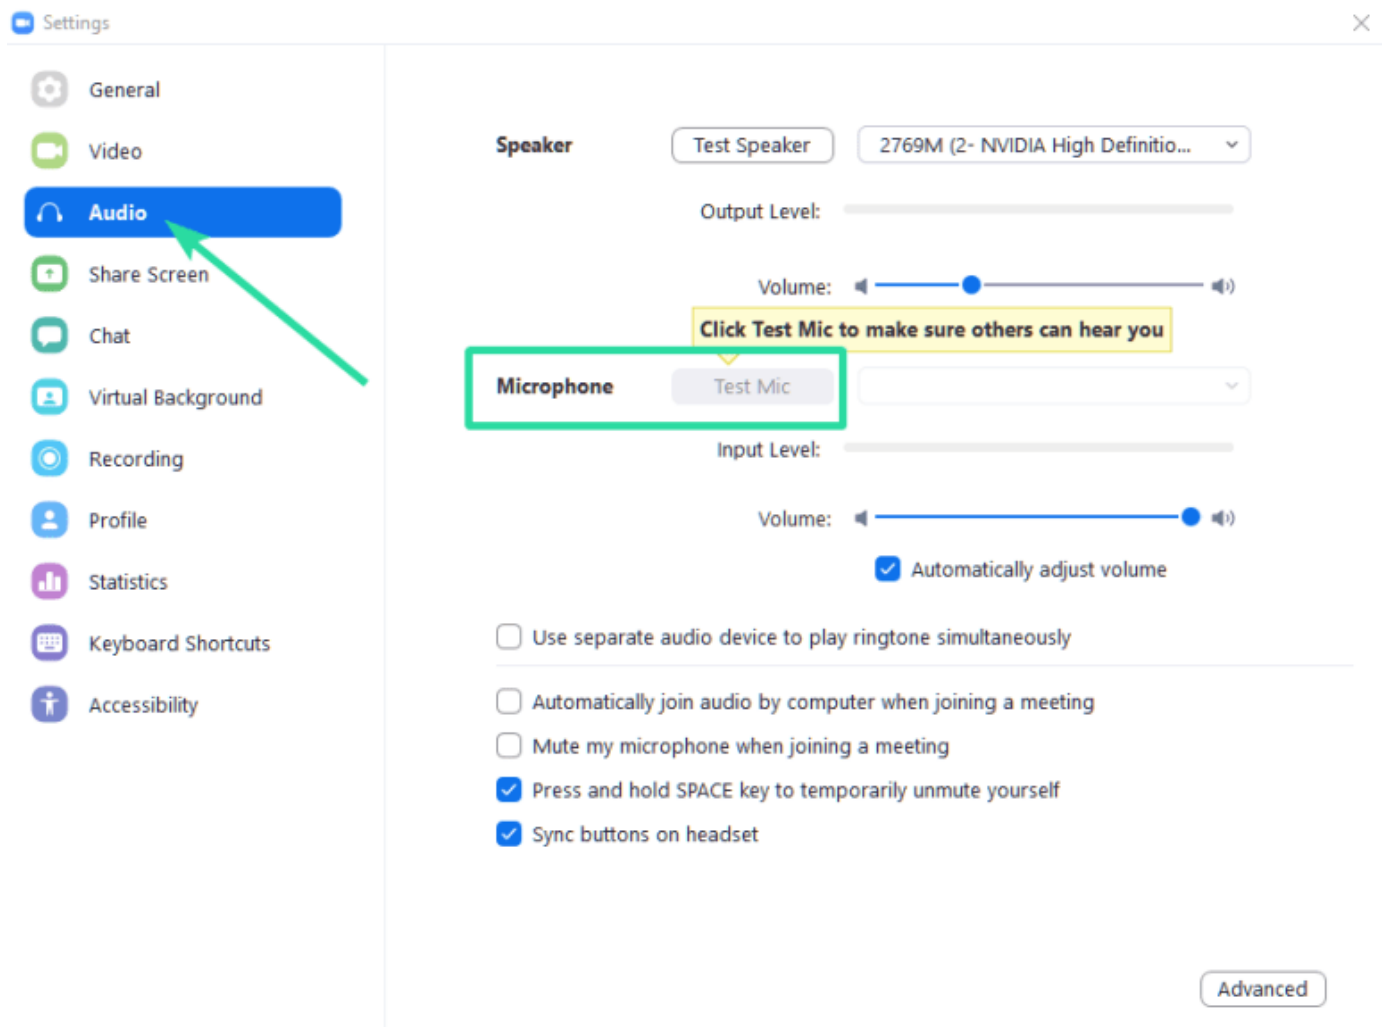 Settings
General
Video
Audio
Share Screen
Chat
Virtual Background
Recording
Profile
Statistics
Keyboard Shortcuts
Accessibility
Speaker
Test Speaker
2769M (2- NVIDIA High Definitio...
Output Level:
Volume:
Click Test Mic to make sure others can hear you
Microphone
Test Mic
Input Level:
Volume:
Automatically adjust volume
Use separate audio device to play ringtone simultaneously
Automatically join audio by computer when joining a meeting
Mute my microphone when joining a meeting
Press and hold SPACE key to temporarily unmute yourself
Sync buttons on headset
Advanced